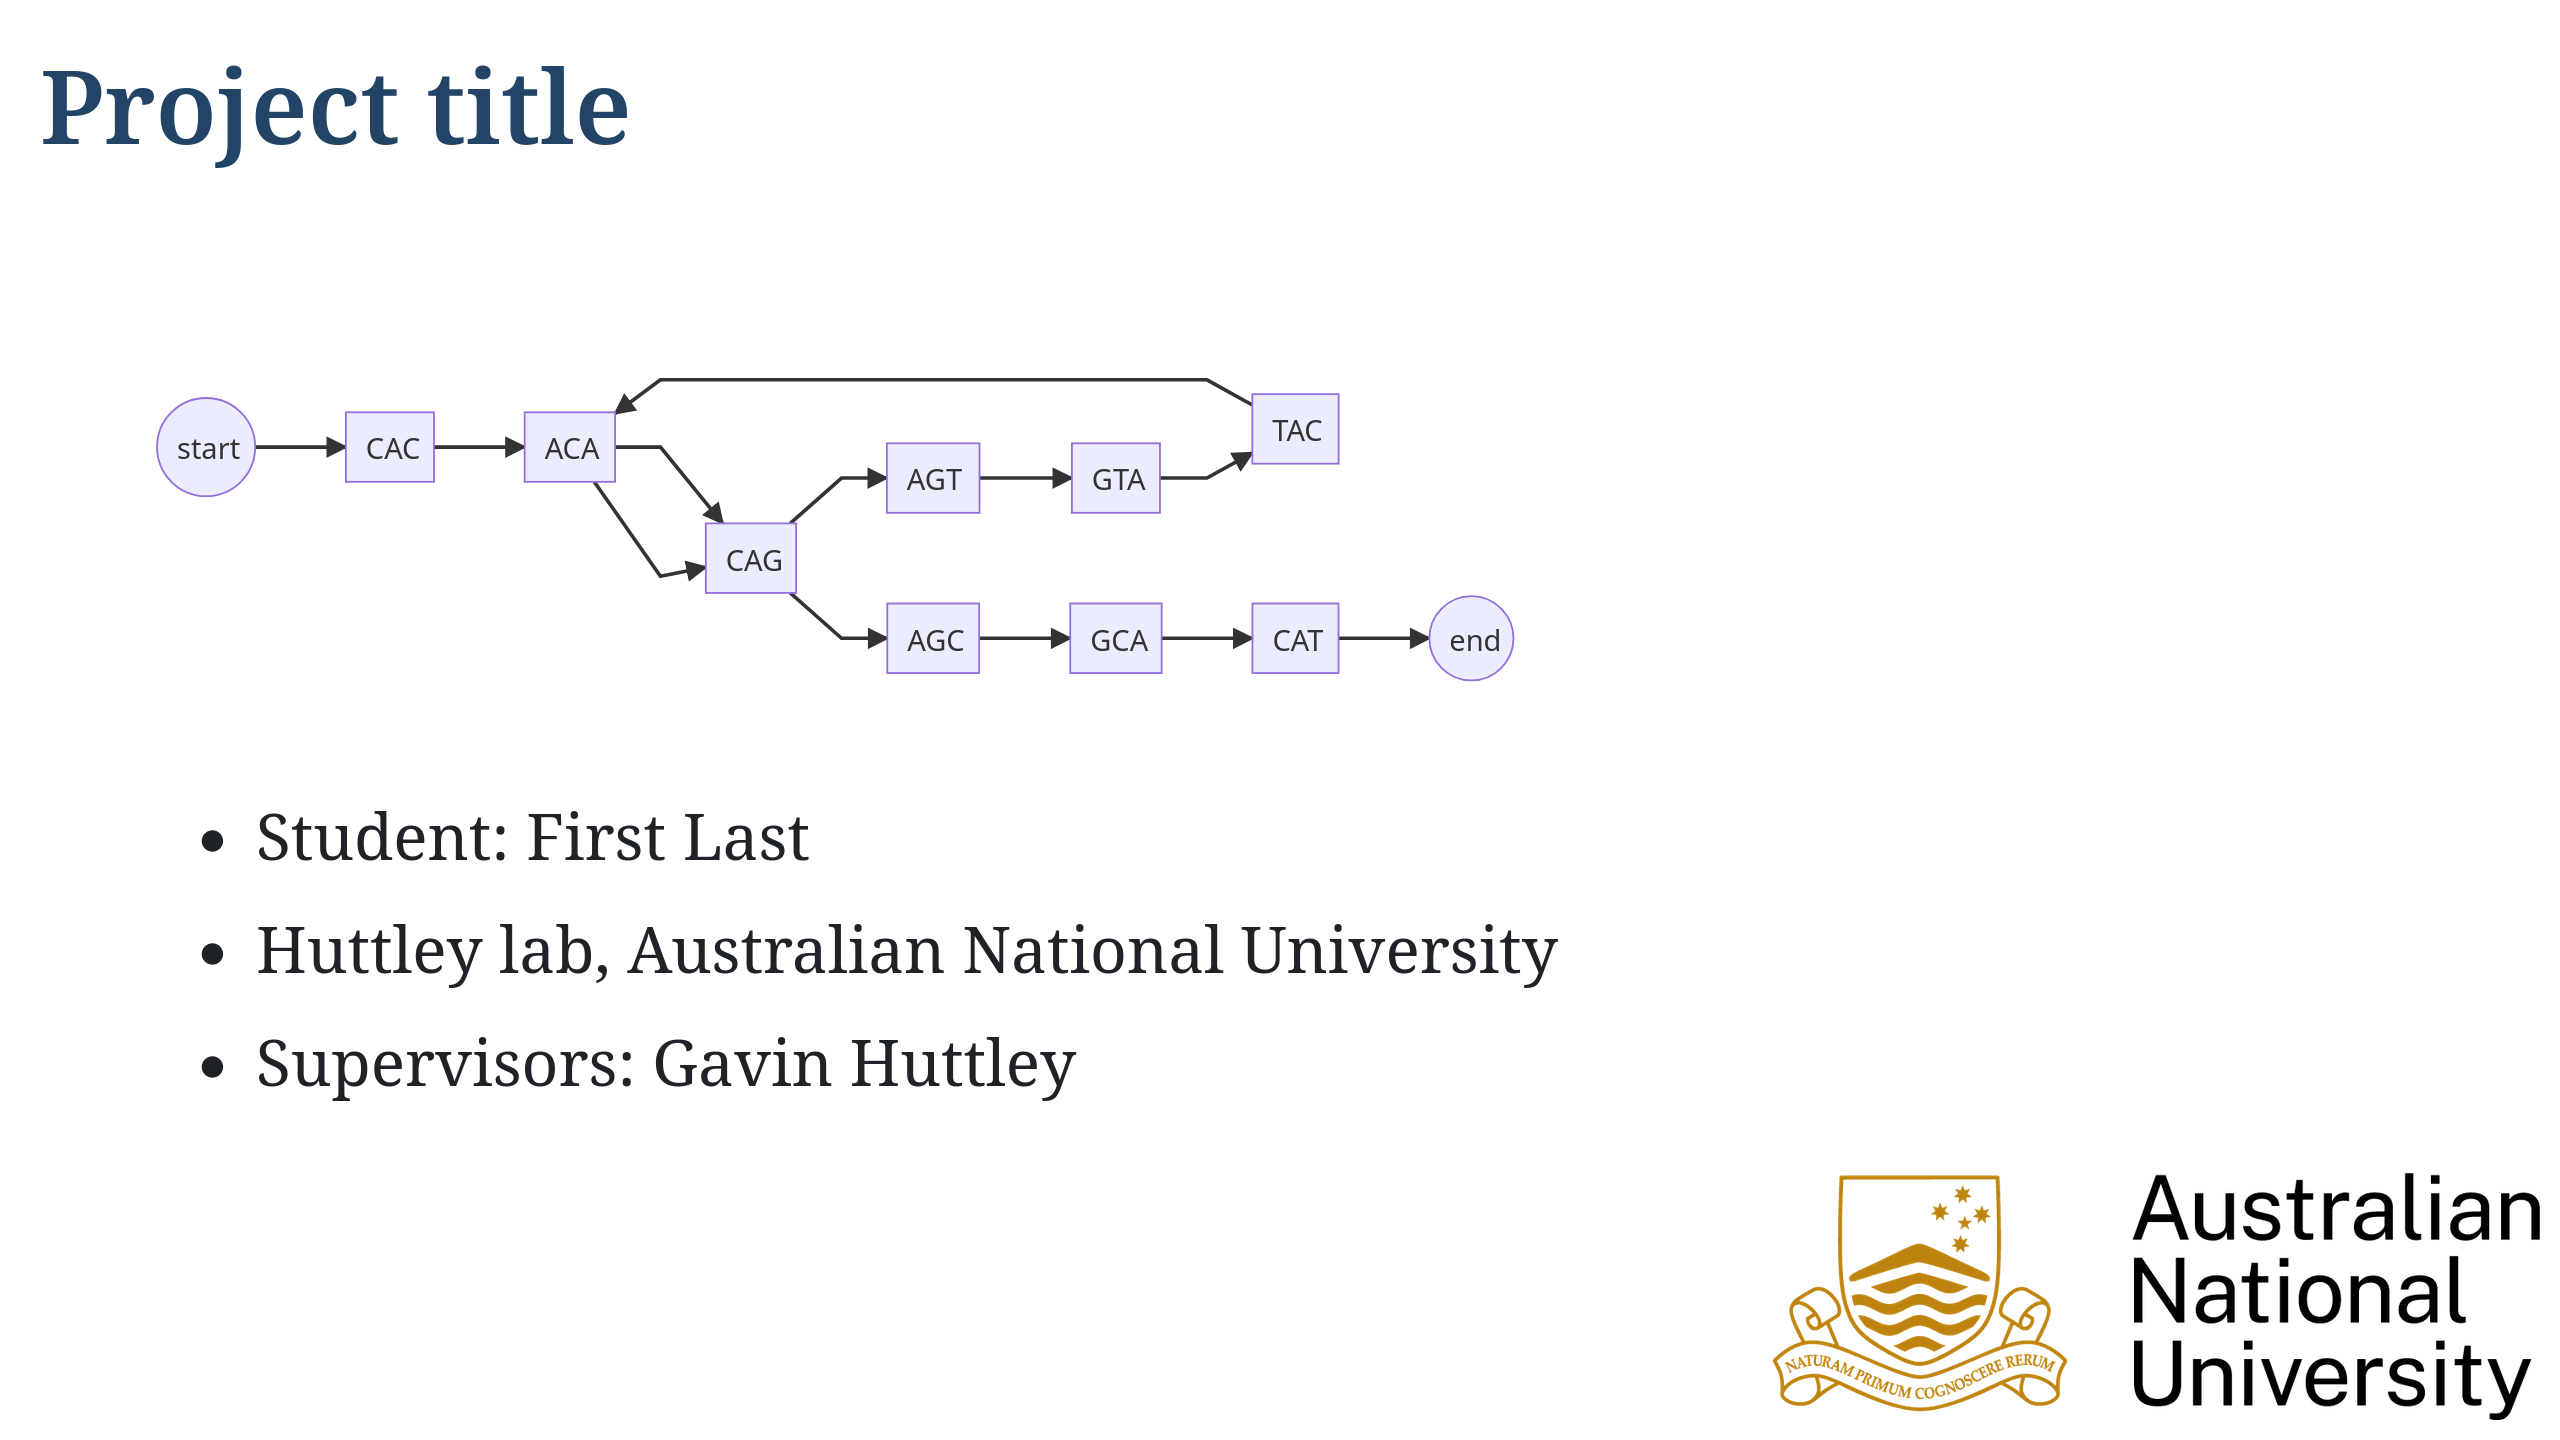 Project title
start
CAC
ACA
CAG
AGT
GTA
TAC
AGC
GCA
CAT
end
• Student: First Last
• Huttley lab, Australian National University
• Supervisors: Gavin Huttley
NATURAM PRIMUM COGNOSCERE RERUM
Australian
National
University